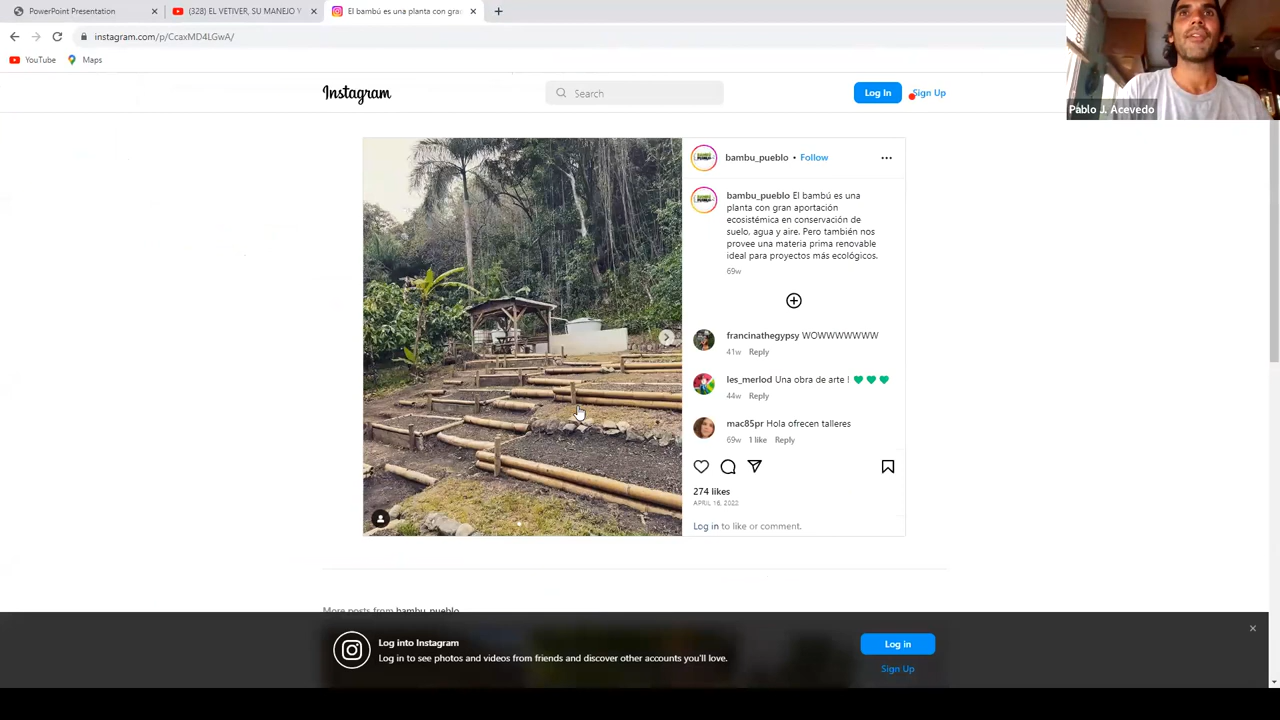 PowerPoint Presentation
(328) EL VETIVER, SU MANEJO Y
El bambú es una planta con gra
instagram.com/p/CcaxMD4LGwA/
YouTube
Maps
Pablo J. Acevedo
Instagram
Search
Log In
Sign Up
bambu_pueblo • Follow
bambu_pueblo El bambú es una
planta con gran aportación
ecosistémica en conservación de
suelo, agua y aire. Pero también nos
provee una materia prima renovable
ideal para proyectos más ecológicos.
69w
francinathegypsy WOWWWWWWW
41w Reply
les_merlod Una obra de arte ! 💚 💚 💚
44w Reply
mac85pr Hola ofrecen talleres
69w 1 like Reply
274 likes
APRIL 16, 2022
Log in to like or comment.
More posts from bambu_pueblo
Log into Instagram
Log in to see photos and videos from friends and discover other accounts you'll love.
Log in
Sign Up